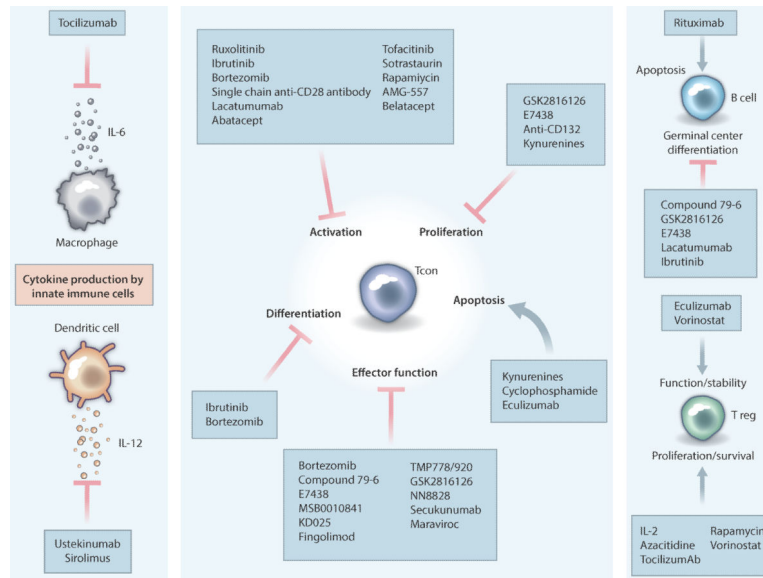 Tocilizumab
IL-6
Macrophage
Cytokine production by
innate immune cells
Dendritic cell
IL-12
Ustekinumab
Sirolimus
Ruxolitinib
Ibrutinib
Bortezomib
Single chain anti-CD28 antibody
Lacatumumab
Abatacept
Tofacitinib
Sotrastaurin
Rapamiycin
AMG-557
Belatacept
GSK2816126
E7438
Anti-CD132
Kynurenines
Activation
Proliferation
Tcon
Differentiation
Apoptosis
Effector function
Ibrutinib
Bortezomib
Kynurenines
Cyclophosphamide
Eculizumab
Bortezomib
Compound 79-6
E7438
MSB0010841
KD025
Fingolimod
TMP778/920
GSK2816126
NN8828
Secukunumab
Maraviroc
Rituximab
Apoptosis
B cell
Germinal center
differentiation
Compound 79-6
GSK2816126
E7438
Lacatumumab
Ibrutinib
Eculizumab
Vorinostat
Function/stability
T reg
Proliferation/survival
IL-2
Azacitidine
TocilizumAb
Rapamycin
Vorinostat